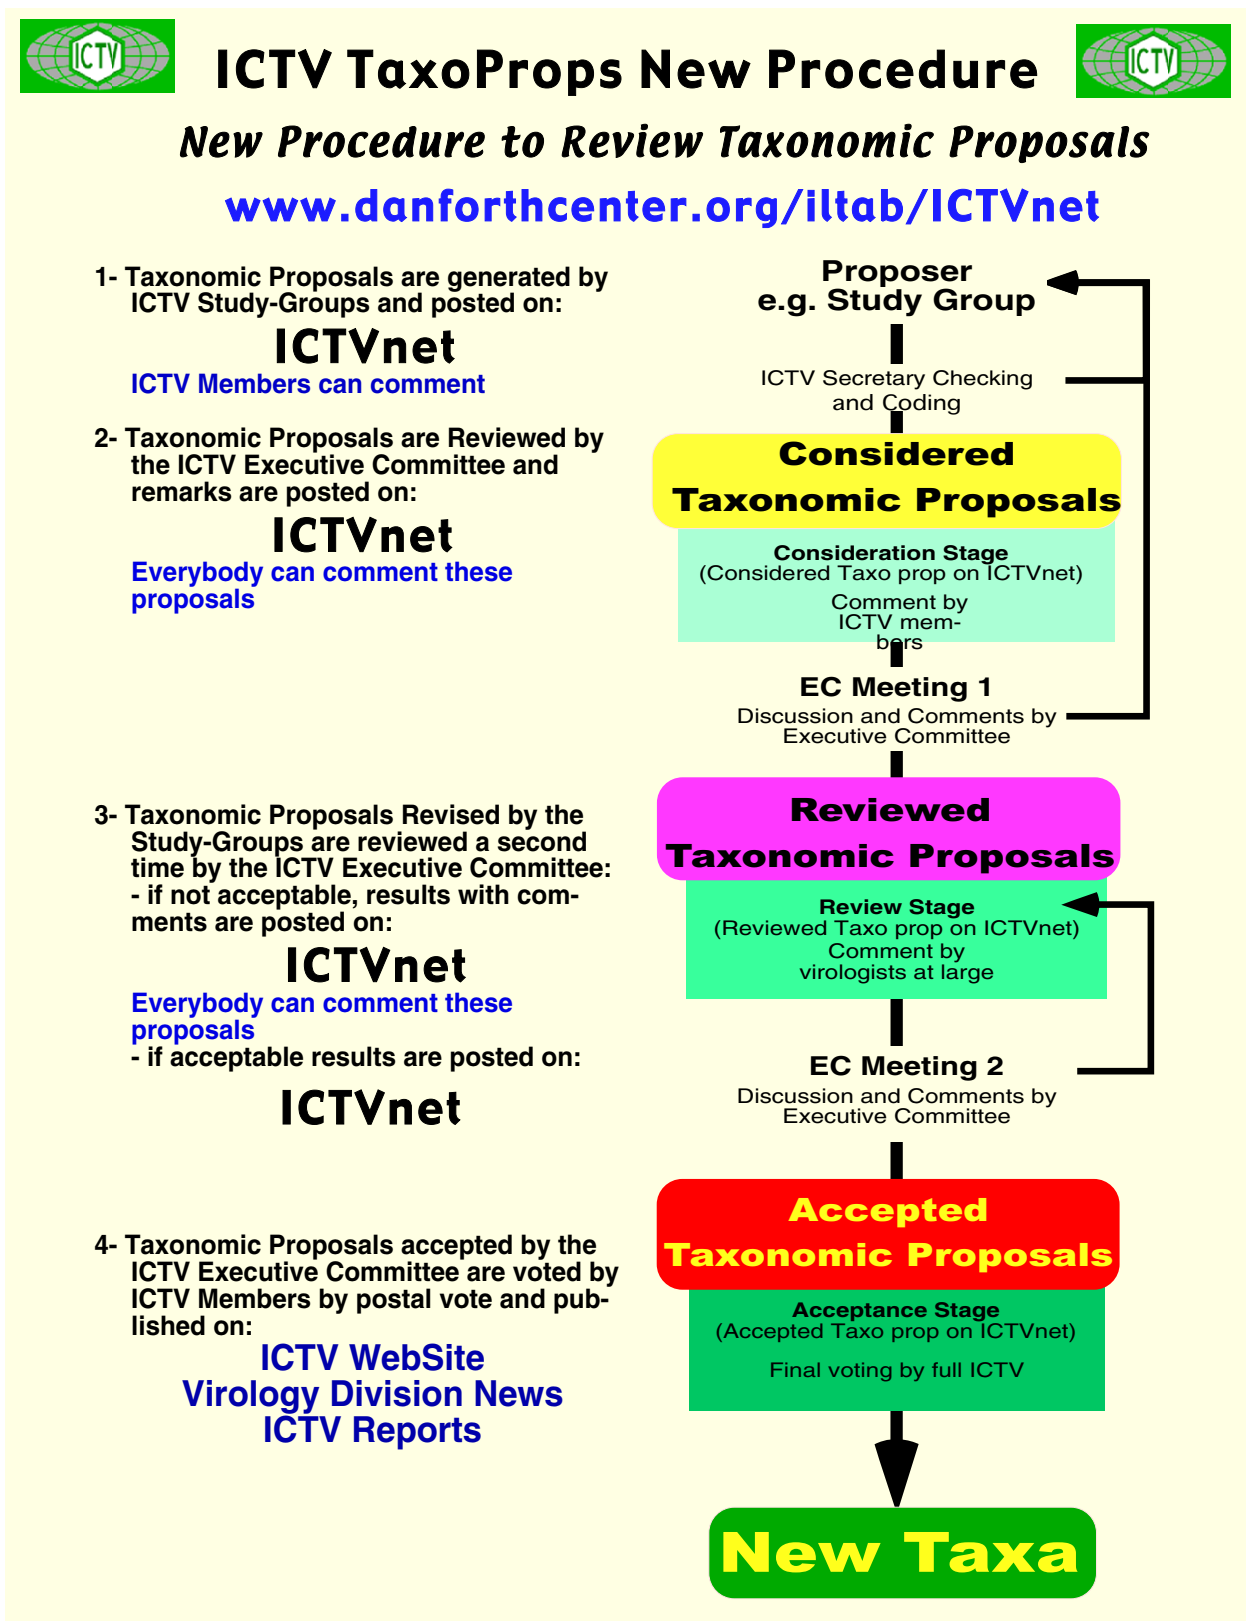 ICTV
ICTV
ICTV TaxoProps New Procedure
New Procedure to Review Taxonomic Proposals
www.danforthcenter.org/iltab/ICTVnet
1- Taxonomic Proposals are generated by
ICTV Study-Groups and posted on:
ICTVnet
ICTV Members can comment
2- Taxonomic Proposals are Reviewed by
the ICTV Executive Committee and
remarks are posted on:
ICTVnet
Everybody can comment these
proposals
3- Taxonomic Proposals Revised by the
Study-Groups are reviewed a second
time by the ICTV Executive Committee:
- if not acceptable, results with com-
ments are posted on:
ICTVnet
Everybody can comment these
proposals
- if acceptable results are posted on:
ICTVnet
4- Taxonomic Proposals accepted by the
ICTV Executive Committee are voted by
ICTV Members by postal vote and pub-
lished on:
ICTV WebSite
Virology Division News
ICTV Reports
Proposer
e.g. Study Group
ICTV Secretary Checking
and Coding
Considered
Taxonomic Proposals
Consideration Stage
(Considered Taxo prop on ICTVnet)
Comment by
ICTV mem-
bers
EC Meeting 1
Discussion and Comments by
Executive Committee
Reviewed
Taxonomic Proposals
Review Stage
(Reviewed Taxo prop on ICTVnet)
Comment by
virologists at large
EC Meeting 2
Discussion and Comments by
Executive Committee
Accepted
Taxonomic Proposals
Acceptance Stage
(Accepted Taxo prop on ICTVnet)
Final voting by full ICTV
New Taxa